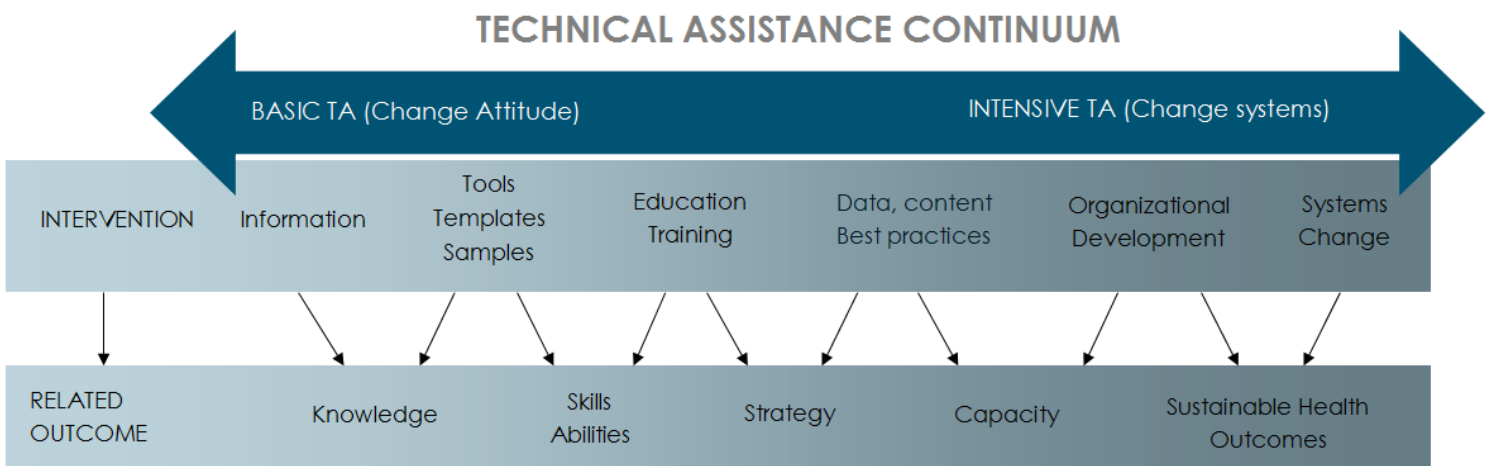 TECHNICAL ASSISTANCE CONTINUUM
BASIC TA (Change Attitude)
INTENSIVE TA (Change systems)
INTERVENTION
Information
Tools
Templates
Samples
Education
Training
Data, content
Best practices
Organizational
Development
Systems
Change
RELATED
OUTCOME
Knowledge
Skills
Abilities
Strategy
Capacity
Sustainable Health
Outcomes